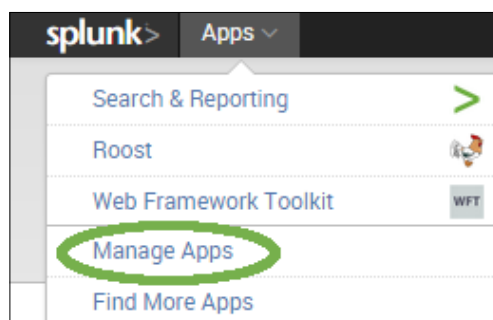 splunk> Apps
Search & Reporting >
Roost
Web Framework Toolkit WFT
Manage Apps
Find More Apps